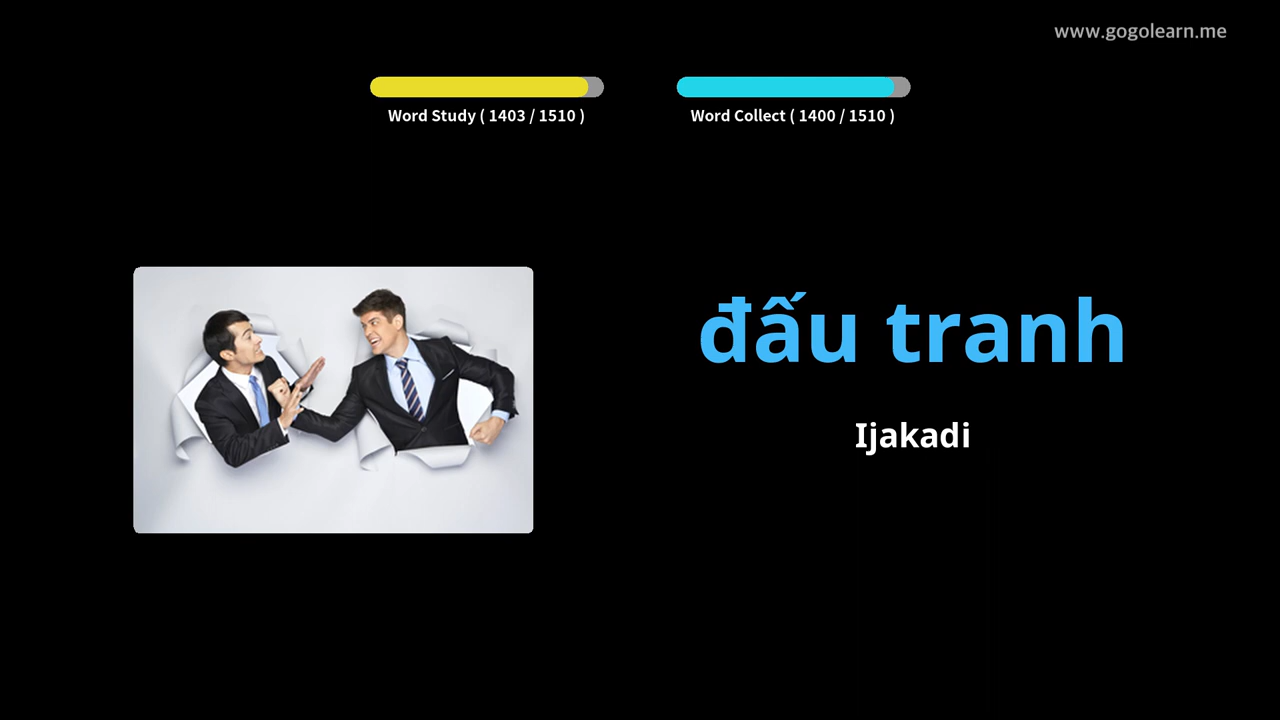 www.gogolearn.me
Word Study ( 1403 / 1510 )
Word Collect ( 1400 / 1510 )
đấu tranh
Ijakadi